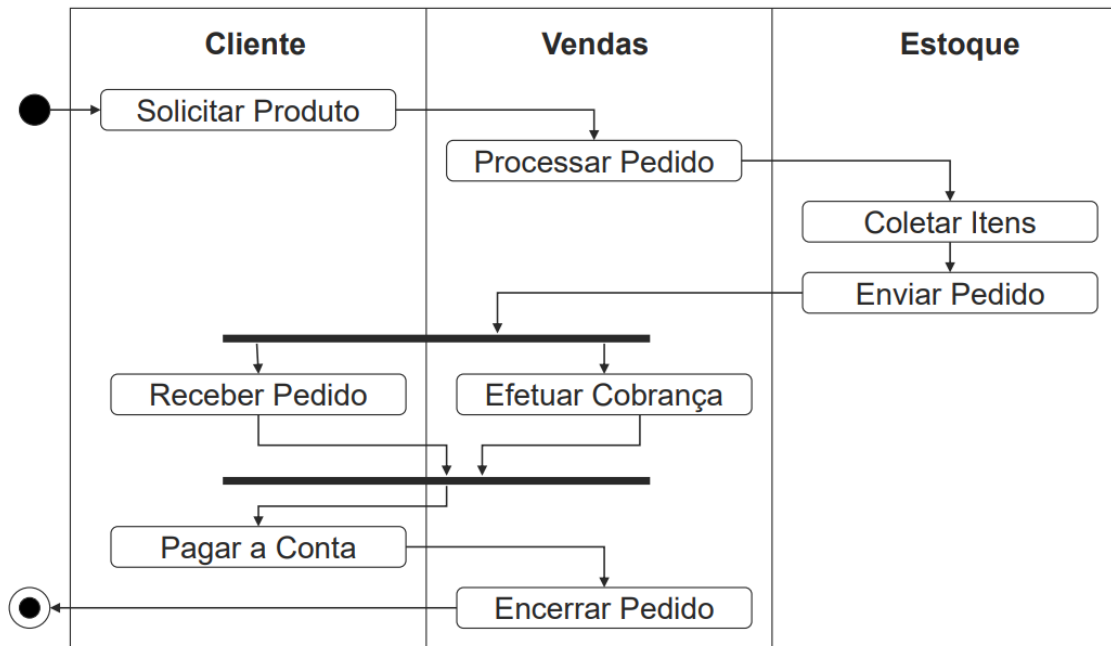 Cliente
Vendas
Estoque
Solicitar Produto
Processar Pedido
Coletar Itens
Enviar Pedido
Receber Pedido
Efetuar Cobrança
Pagar a Conta
Encerrar Pedido